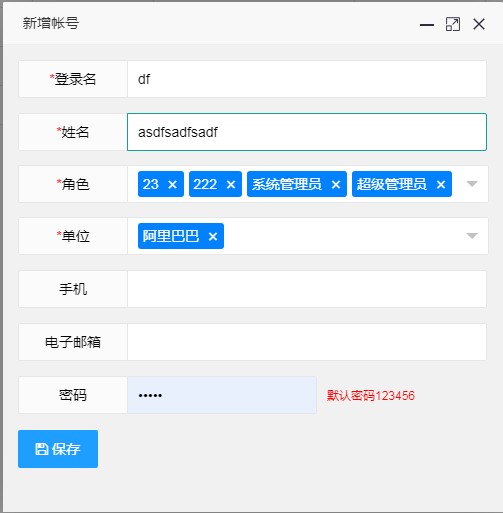 新增帐号
*登录名 df
*姓名 asdfsadfsadf
*角色 23 × 222 × 系统管理员 × 超级管理员 ×
*单位 阿里巴巴 ×
手机
电子邮箱
密码 ••••• 默认密码123456
保存